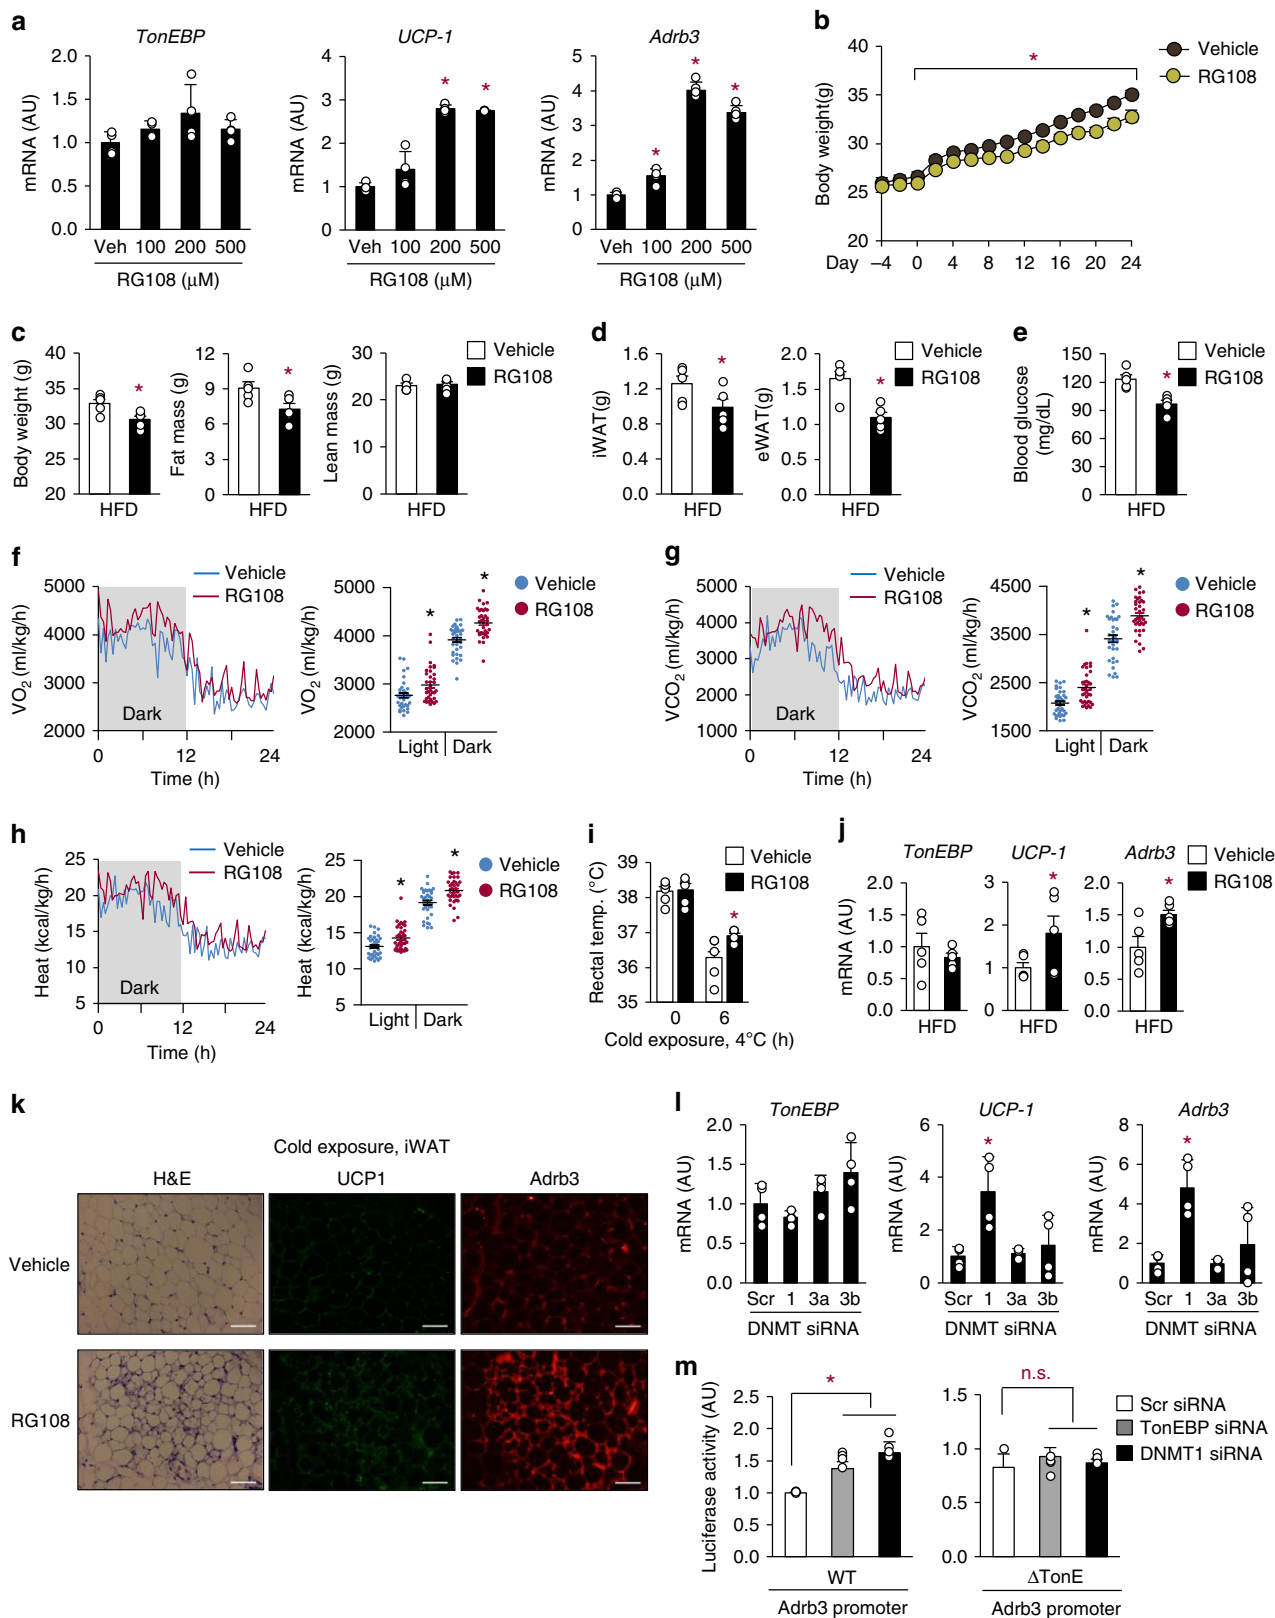 a
TonEBP
mRNA (AU)
2.0
1.5
1.0
0.5
0.0
Veh 100 200 500
RG108 (μM)
UCP-1
mRNA (AU)
4
3
2
1
0
* *
Veh 100 200 500
RG108 (μM)
Adrb3
mRNA (AU)
5
4
3
2
1
0
* * *
Veh 100 200 500
RG108 (μM)
b
Body weight(g)
40
35
30
25
20
*
Vehicle
RG108
Day −4 0 4 8 12 16 20 24
c
Body weight (g)
40
35
30
25
20
*
HFD
Fat mass (g)
12
9
6
3
0
*
HFD
Lean mass (g)
30
20
10
0
HFD
Vehicle
RG108
d
iWAT(g)
1.6
1.2
0.8
0.4
0.0
*
HFD
eWAT(g)
2.0
1.5
1.0
0.5
0.0
*
HFD
Vehicle
RG108
e
Blood glucose
(mg/dL)
150
120
90
60
30
0
*
HFD
Vehicle
RG108
f
VO2 (ml/kg/h)
5000
4000
3000
2000
Vehicle
RG108
Dark
0 12 24
Time (h)
VO2 (ml/kg/h)
5000
4000
3000
2000
* *
Light Dark
Vehicle
RG108
g
VCO2 (ml/kg/h)
5000
4000
3000
2000
1000
Vehicle
RG108
Dark
0 12 24
Time (h)
VCO2 (ml/kg/h)
4500
3500
2500
1500
* *
Light Dark
Vehicle
RG108
h
Heat (kcal/kg/h)
25
20
15
10
5
Vehicle
RG108
Dark
0 12 24
Time (h)
Heat (kcal/kg/h)
25
20
15
10
5
* *
Light Dark
Vehicle
RG108
i
Rectal temp. (°C)
39
38
37
36
35
*
Vehicle
RG108
0 6
Cold exposure, 4°C (h)
j
TonEBP
mRNA (AU)
2.0
1.5
1.0
0.5
0.0
HFD
UCP-1
3
2
1
0
*
HFD
Adrb3
2.0
1.5
1.0
0.5
0.0
*
HFD
Vehicle
RG108
k
Cold exposure, iWAT
H&E UCP1 Adrb3
Vehicle
RG108
l
TonEBP
mRNA (AU)
2.0
1.5
1.0
0.5
0.0
Scr 1 3a 3b
DNMT siRNA
UCP-1
mRNA (AU)
6
4
2
0
*
Scr 1 3a 3b
DNMT siRNA
Adrb3
mRNA (AU)
8
6
4
2
0
*
Scr 1 3a 3b
DNMT siRNA
m
Luciferase activity (AU)
2.5
2.0
1.0
1.5
0.0
*
WT
Adrb3 promoter
1.5
1.0
0.5
0.0
n.s.
ΔTonE
Adrb3 promoter
Scr siRNA
TonEBP siRNA
DNMT1 siRNA